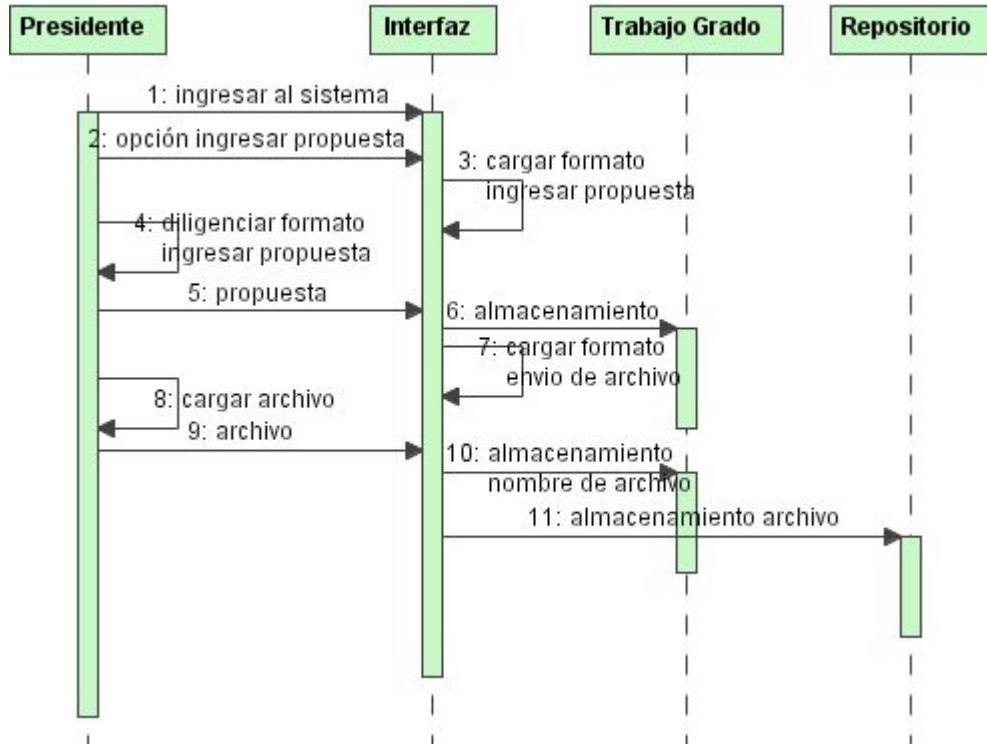 Presidente
Interfaz
Trabajo Grado
Repositorio
1: ingresar al sistema
2: opción ingresar propuesta
3: cargar formato
ingresar propuesta
4: diligenciar formato
ingresar propuesta
5: propuesta
6: almacenamiento
7: cargar formato
envio de archivo
8: cargar archivo
9: archivo
10: almacenamiento
nombre de archivo
11: almacenamiento archivo